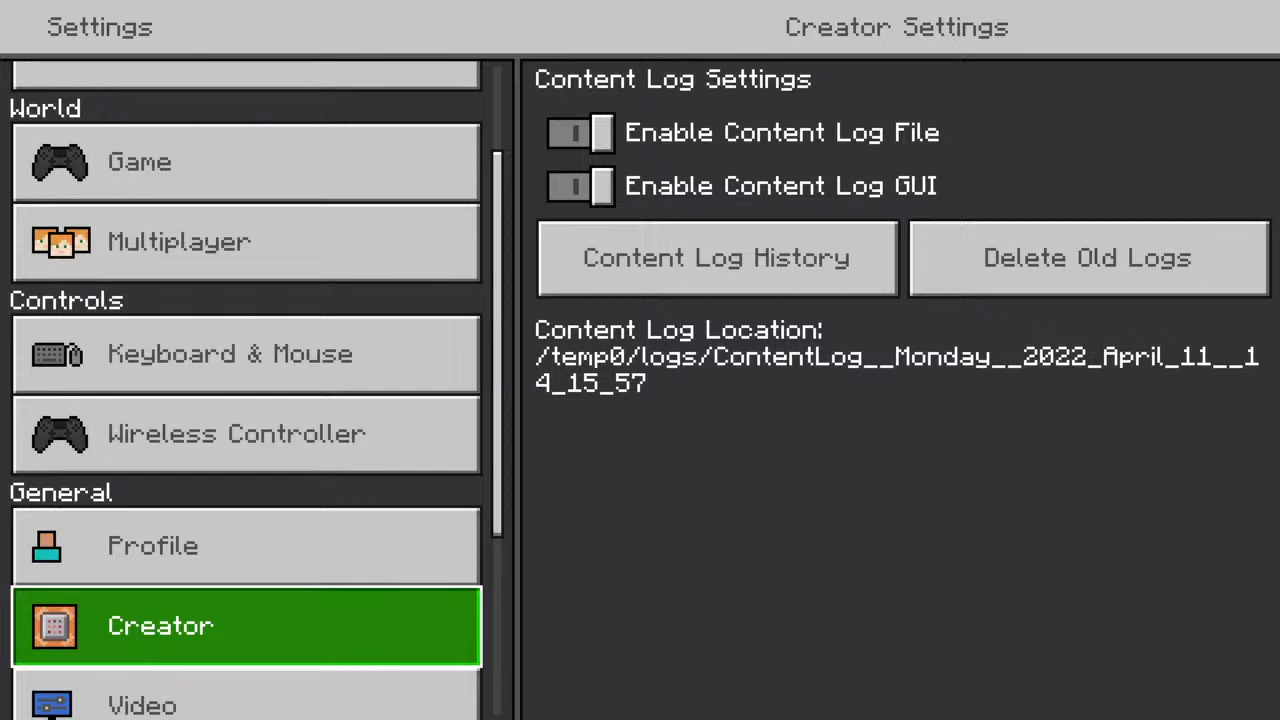 Settings
Creator Settings
World
Game
Multiplayer
Controls
Keyboard & Mouse
Wireless Controller
General
Profile
Creator
Video
Content Log Settings
Enable Content Log File
Enable Content Log GUI
Content Log History
Delete Old Logs
Content Log Location:
/temp0/logs/ContentLog__Monday__2022_April_11__1
4_15_57